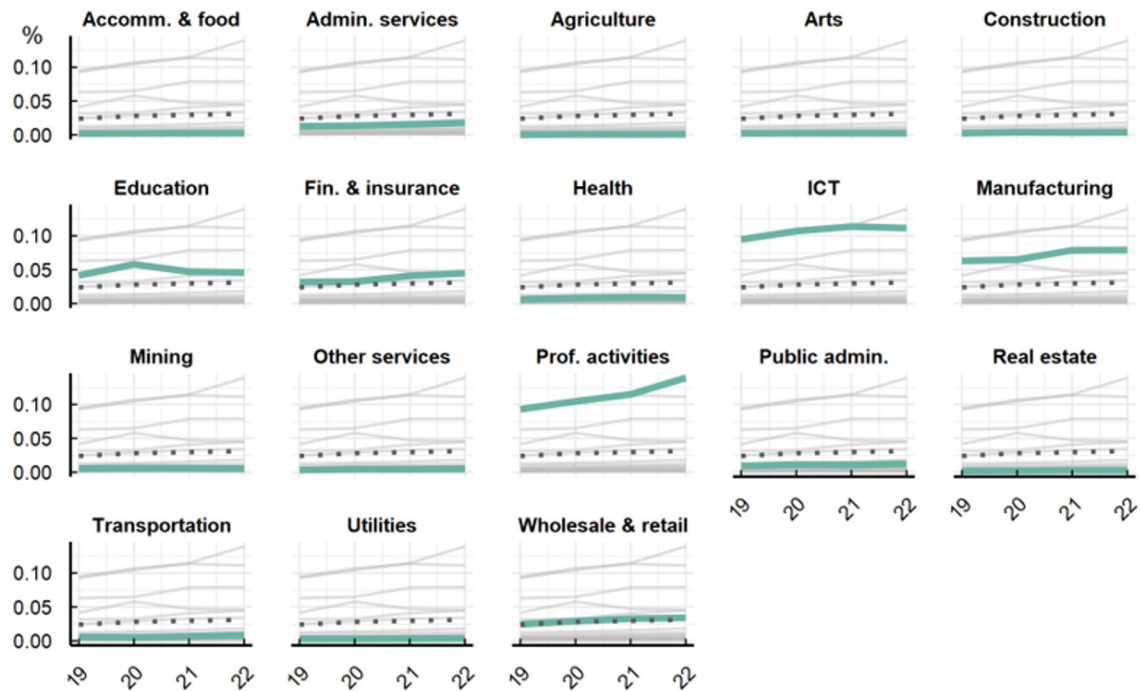 Accomm. & food Admin. services Agriculture Arts Construction
%
0.10
0.05
0.00
Education Fin. & insurance Health ICT Manufacturing
0.10
0.05
0.00
Mining Other services Prof. activities Public admin. Real estate
0.10
0.05
0.00
19 20 21 22 19 20 21 22
Transportation Utilities Wholesale & retail
0.10
0.05
0.00
19 20 21 22 19 20 21 22 19 20 21 22